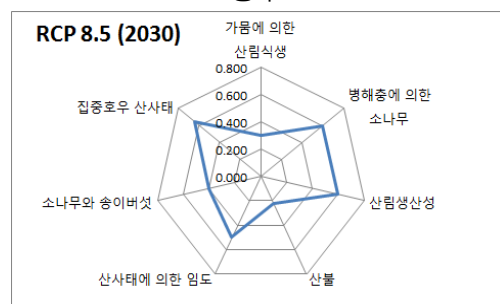 RCP 8.5 (2030)
가뭄에 의한
산림식생
0.800
0.600
0.400
0.200
0.000
병해충에 의한
소나무
산림생산성
산불
산사태에 의한 임도
소나무와 송이버섯
집중호우 산사태